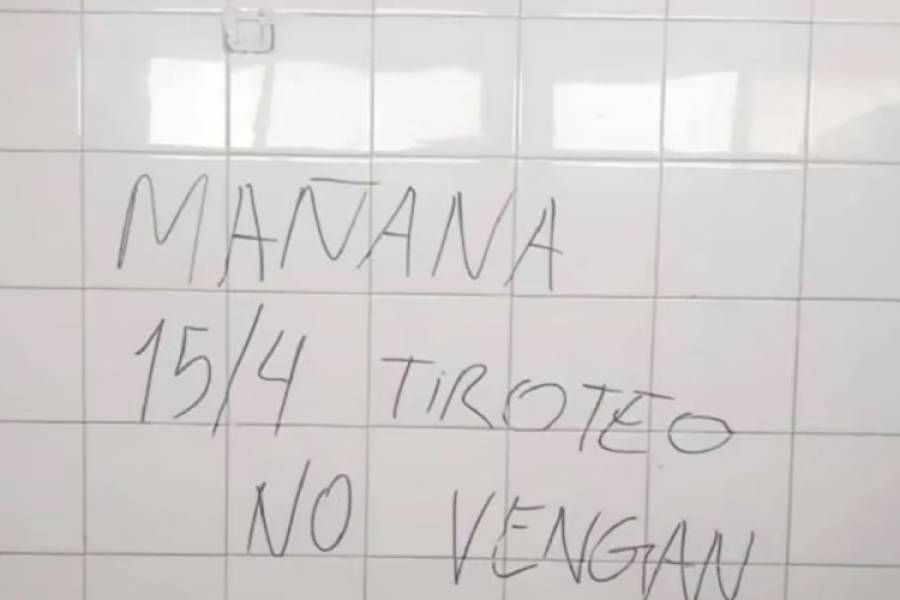 MAÑANA
15/4 TIROTEO
NO VENGAN